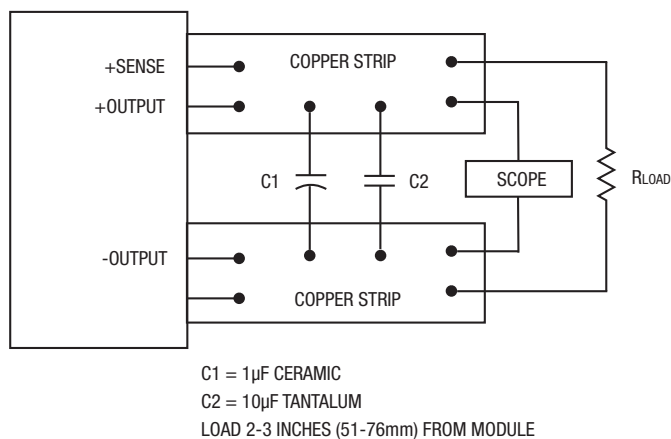 +SENSE
COPPER STRIP
+OUTPUT
C1
C2
SCOPE
RLOAD
-OUTPUT
COPPER STRIP
C1 = 1µF CERAMIC
C2 = 10µF TANTALUM
LOAD 2-3 INCHES (51-76mm) FROM MODULE